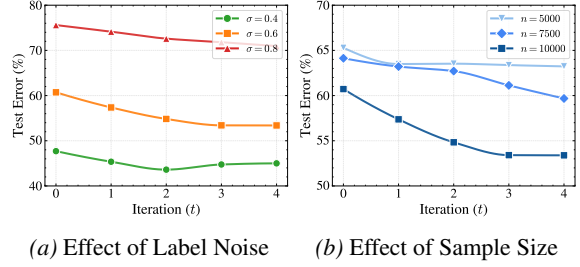 80
70
60
50
40
Test Error (%)
0 1 2 3 4
Iteration (t)
σ = 0.4
σ = 0.6
σ = 0.8
(a) Effect of Label Noise
65
60
55
50
Test Error (%)
70
0 1 2 3 4
Iteration (t)
n = 5000
n = 7500
n = 10000
(b) Effect of Sample Size